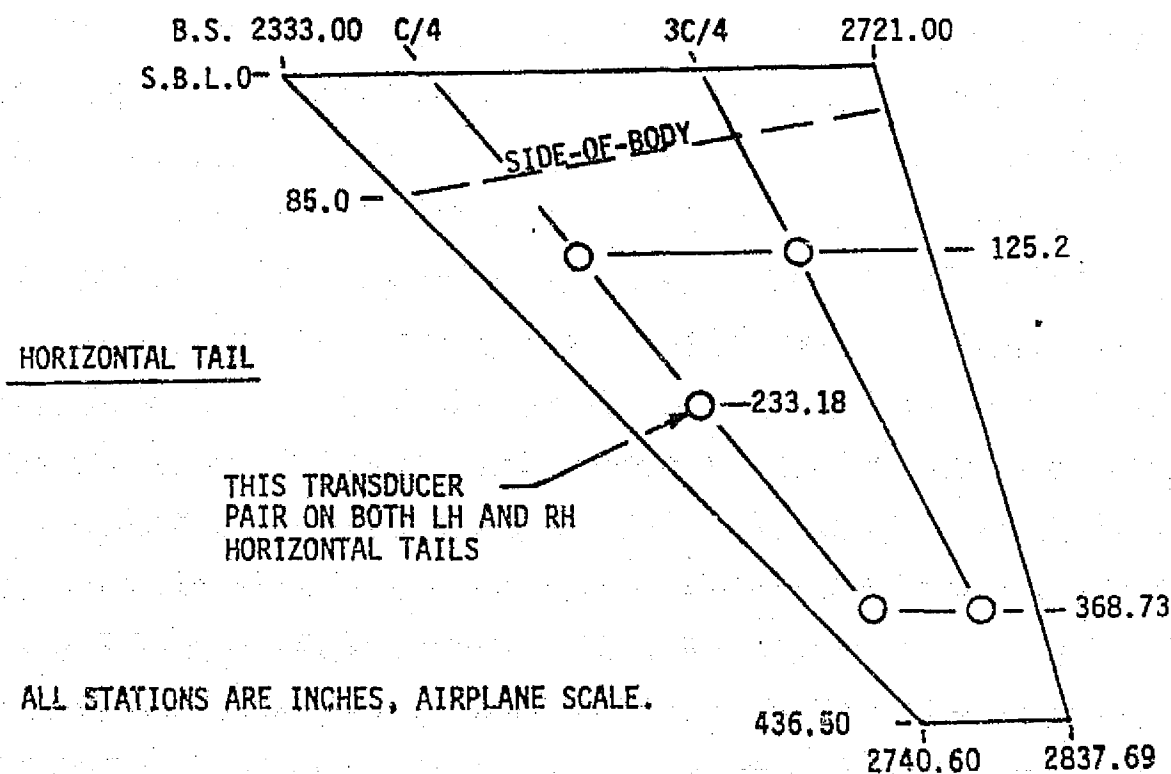 B.S. 2333.00 C/4 3C/4 2721.00
S.B.L.0
SIDE-OF-BODY
85.0
125.2
HORIZONTAL TAIL
233.18
THIS TRANSDUCER
PAIR ON BOTH LH AND RH
HORIZONTAL TAILS
368.73
ALL STATIONS ARE INCHES, AIRPLANE SCALE.
436.50
2740.60 2837.69